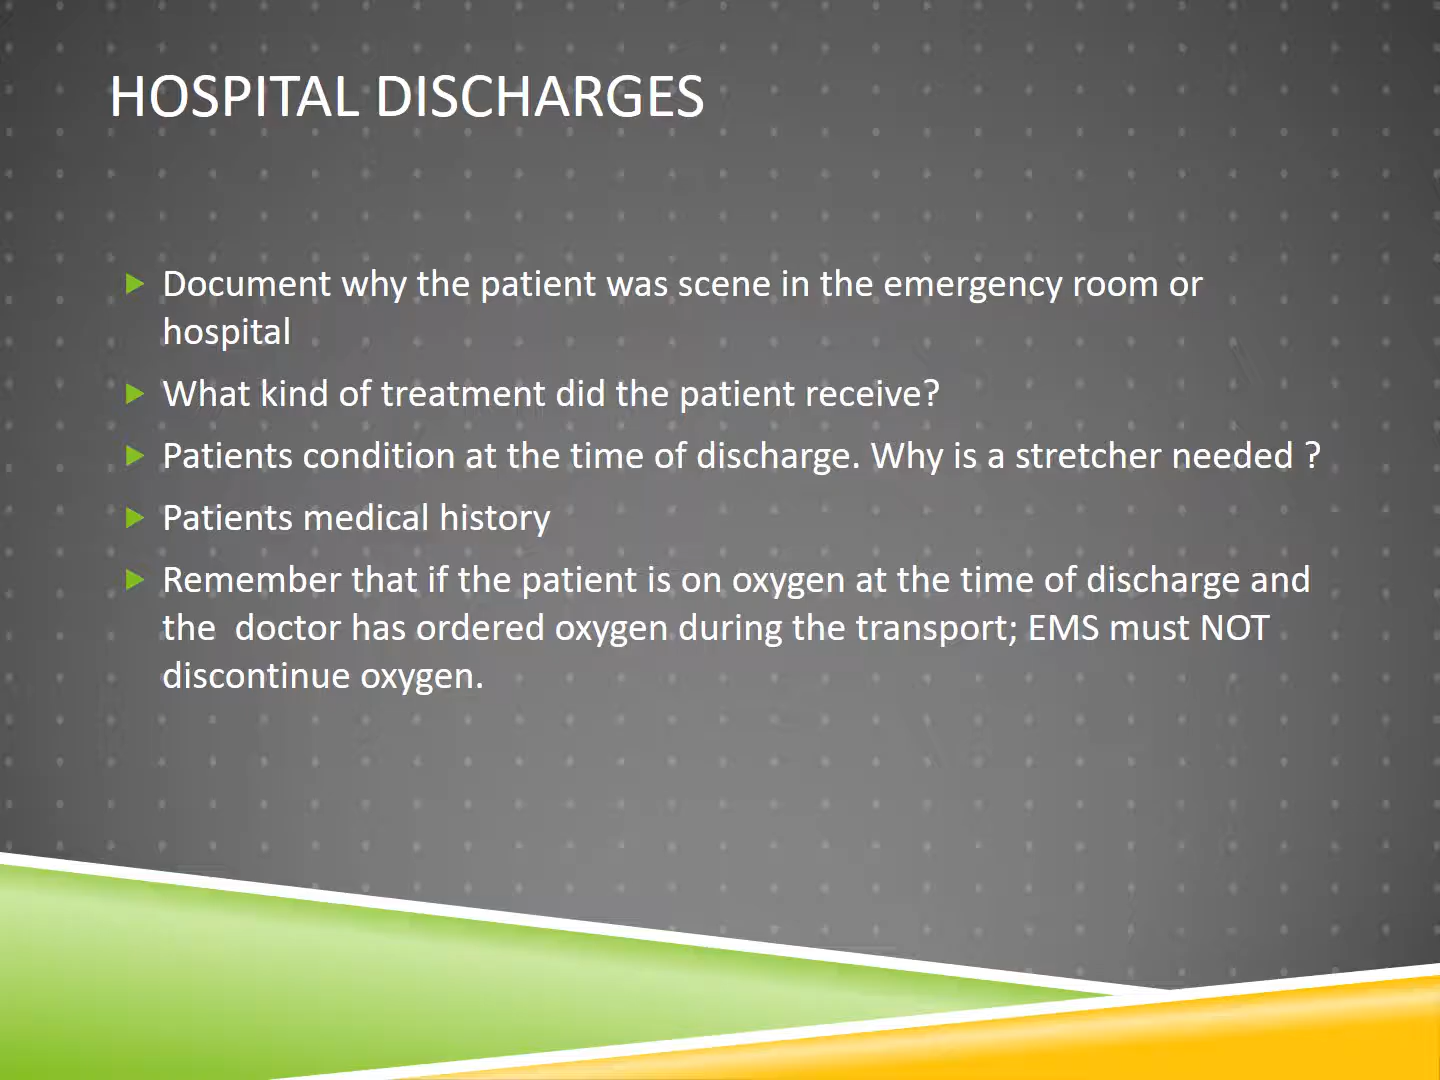 HOSPITAL DISCHARGES
Document why the patient was scene in the emergency room or
hospital
What kind of treatment did the patient receive?
Patients condition at the time of discharge. Why is a stretcher needed ?
Patients medical history
Remember that if the patient is on oxygen at the time of discharge and
the  doctor has ordered oxygen during the transport; EMS must NOT
discontinue oxygen.